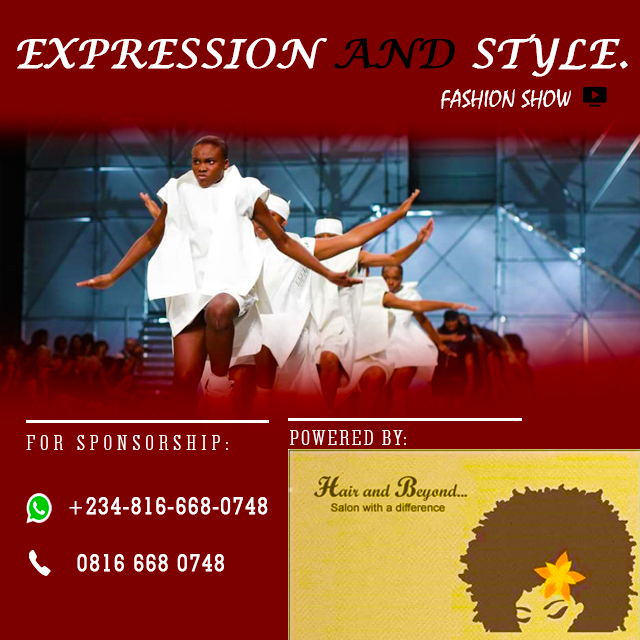 EXPRESSION AND STYLE.
FASHION SHOW
FOR SPONSORSHIP:
+234-816-668-0748
0816 668 0748
POWERED BY:
Hair and Beyond...
Salon with a difference